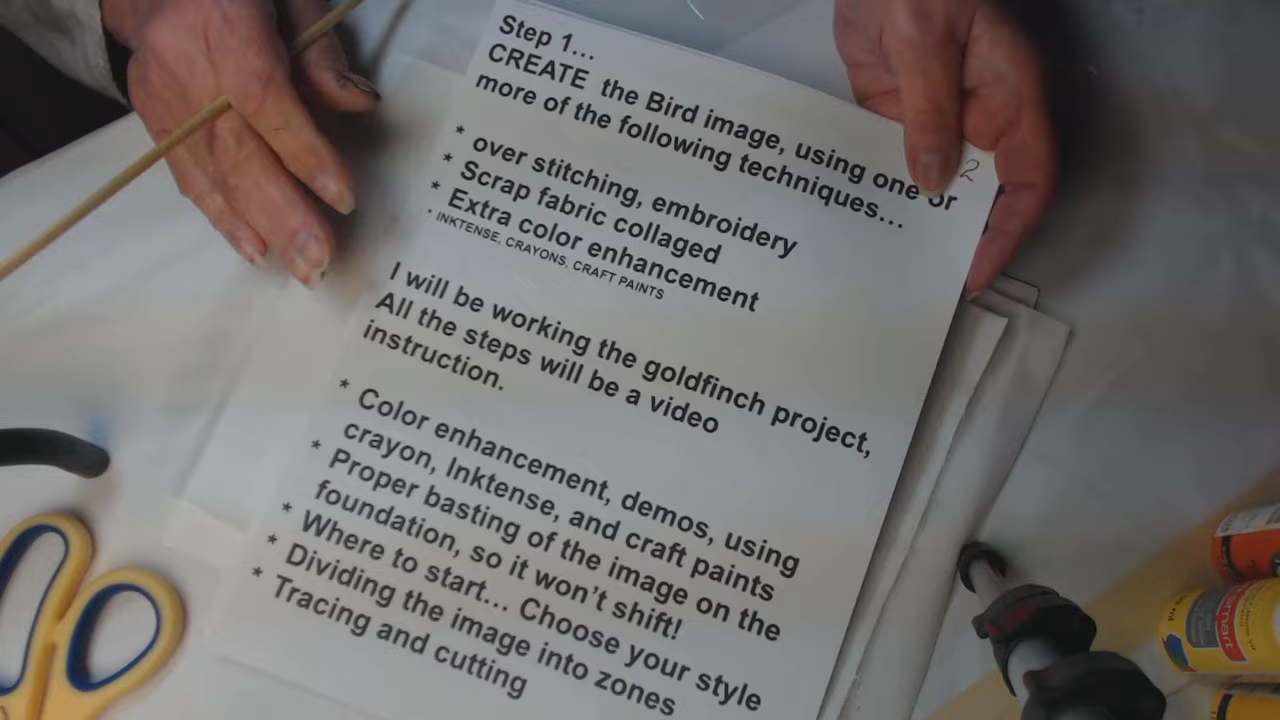 Step 1...
CREATE the Bird image, using one or
more of the following techniques...
* over stitching, embroidery
* Scrap fabric collaged
* Extra color enhancement
* INKTENSE, CRAYONS, CRAFT PAINTS
I will be working the goldfinch project,
All the steps will be a video
instruction.
* Color enhancement, demos, using
crayon, Inktense, and craft paints
* Proper basting of the image on the
foundation, so it won't shift!
* Where to start... Choose your style
* Dividing the image into zones
* Tracing and cutting
2
smart